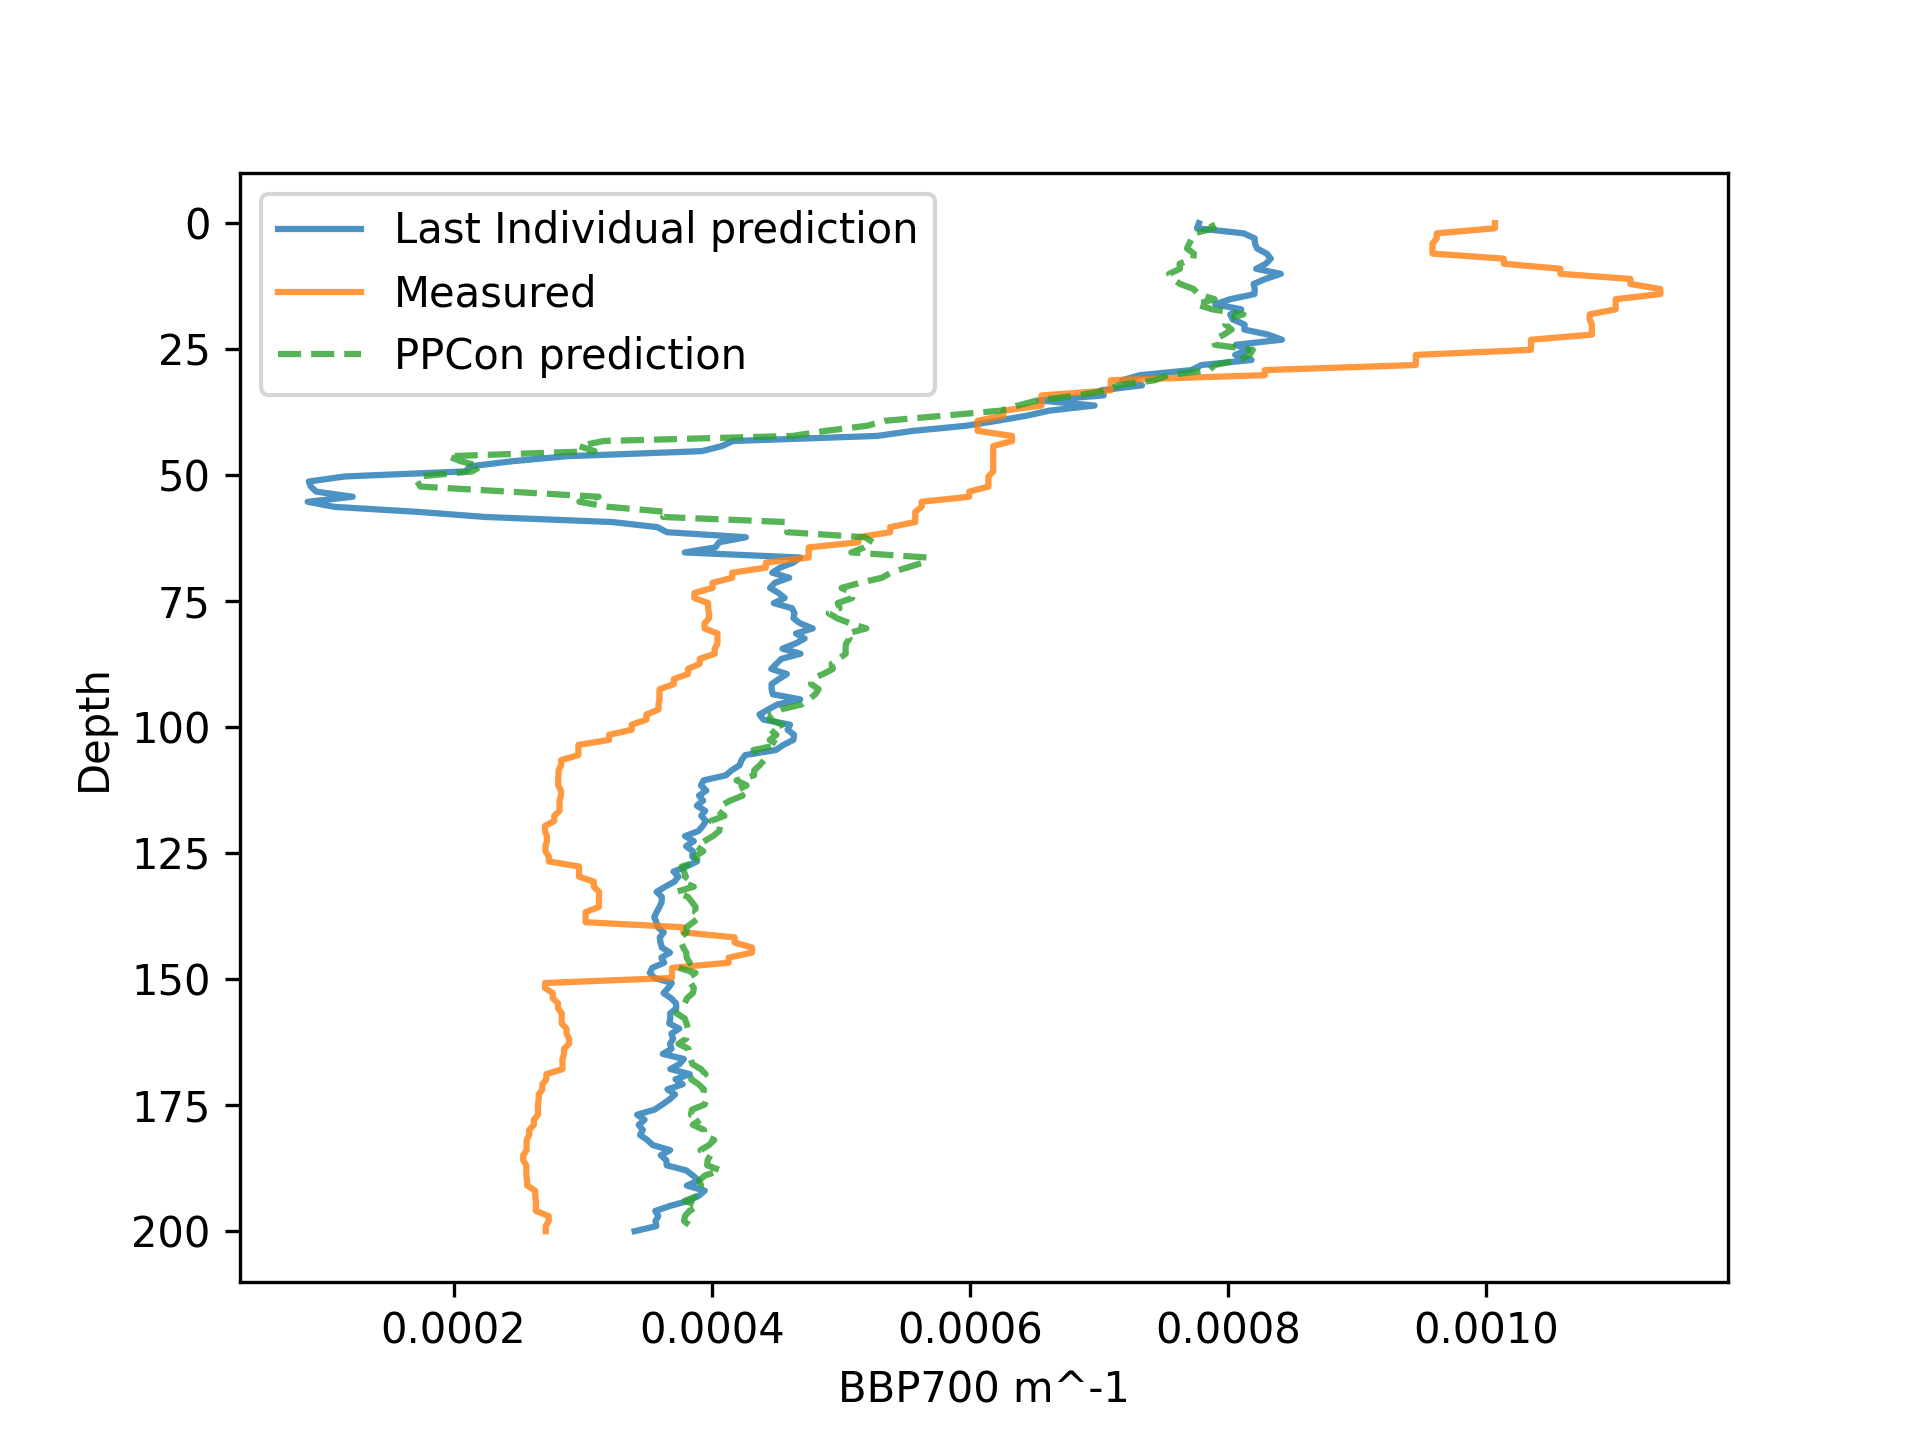 Last Individual prediction
Measured
PPCon prediction
0
25
50
75
100
125
150
175
200
Depth
0.0002 0.0004 0.0006 0.0008 0.0010
BBP700 m^-1